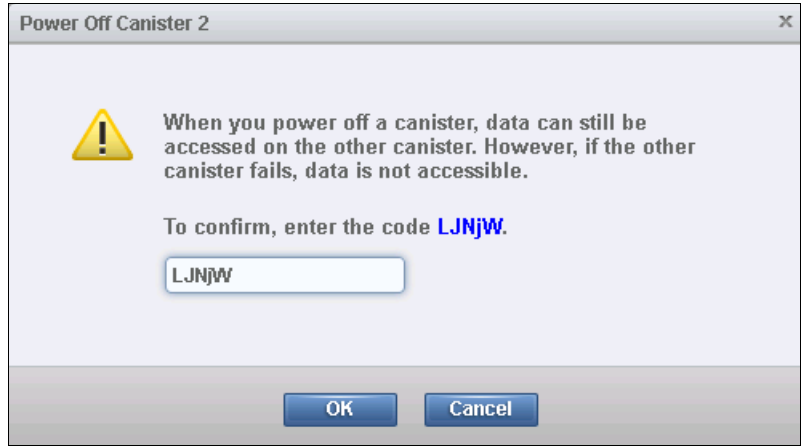 Power Off Canister 2
x
When you power off a canister, data can still be
accessed on the other canister. However, if the other
canister fails, data is not accessible.
To confirm, enter the code LJNjW.
LJNjW
OK Cancel